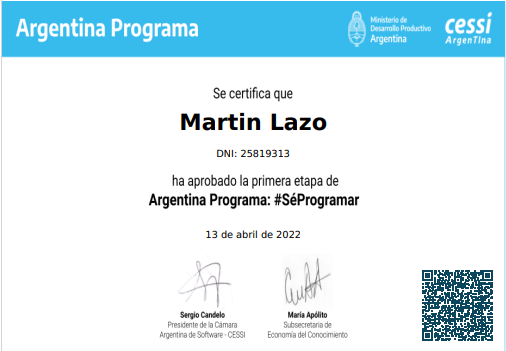 Argentina Programa
Ministerio de
Desarrollo Productivo
Argentina
cessi
ArgenTIna
Se certifica que
Martin Lazo
DNI: 25819313
ha aprobado la primera etapa de
Argentina Programa: #SéProgramar
13 de abril de 2022
Sergio Candelo
Presidente de la Cámara
Argentina de Software - CESSI
María Apólito
Subsecretaria de
Economía del Conocimiento